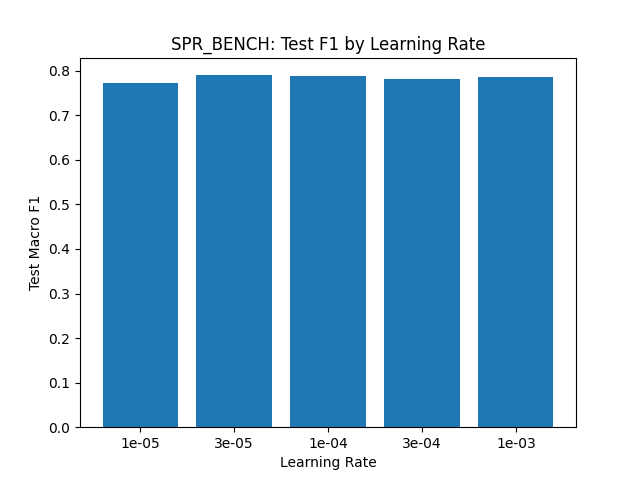 SPR_BENCH: Test F1 by Learning Rate
Test Macro F1
0.8
0.7
0.6
0.5
0.4
0.3
0.2
0.1
0.0
1e-05 3e-05 1e-04 3e-04 1e-03
Learning Rate